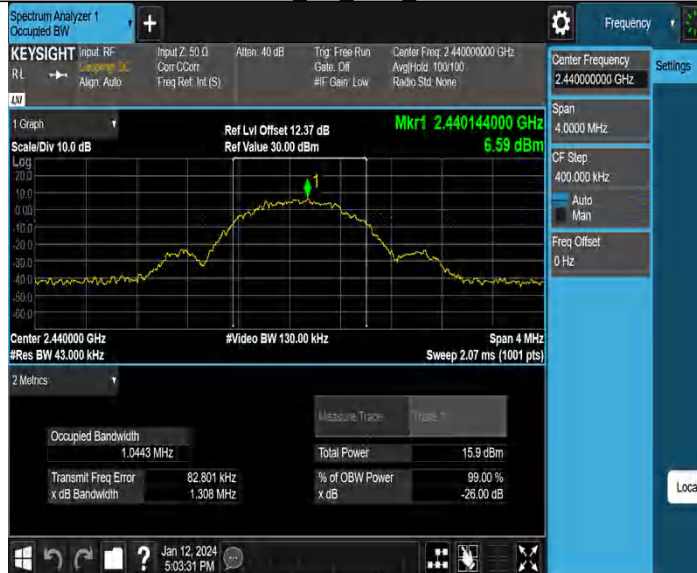 Spectrum Analyzer 1
Occupied BW
+
Frequency
KEYSIGHT Input: RF
Coupling: DC
Align: Auto
Input Z: 50 Ω
Corr CCorr
Freq Ref: Int (S)
Atten: 40 dB
Trig: Free Run
Gate: Off
#IF Gain: Low
Center Freq: 2.440000000 GHz
Avg|Hold: 100/100
Radio Std: None
RL
LXI
Center Frequency
2.440000000 GHz
Settings
Span
4.0000 MHz
CF Step
400.000 kHz
Auto
Man
Freq Offset
0 Hz
1 Graph
Scale/Div 10.0 dB
Ref Lvl Offset 12.37 dB
Ref Value 30.00 dBm
Mkr1 2.440144000 GHz
6.59 dBm
Log
20.0
10.0
0.00
-10.0
-20.0
-30.0
-40.0
-50.0
-60.0
1
Center 2.440000 GHz
#Res BW 43.000 kHz
#Video BW 130.00 kHz
Span 4 MHz
Sweep 2.07 ms (1001 pts)
2 Metrics
Measure Trace
Trace 1
Occupied Bandwidth
1.0443 MHz
Total Power
15.9 dBm
Transmit Freq Error
82.801 kHz
% of OBW Power
99.00 %
x dB Bandwidth
1.308 MHz
x dB
-26.00 dB
Loca
?
Jan 12, 2024
5:03:31 PM